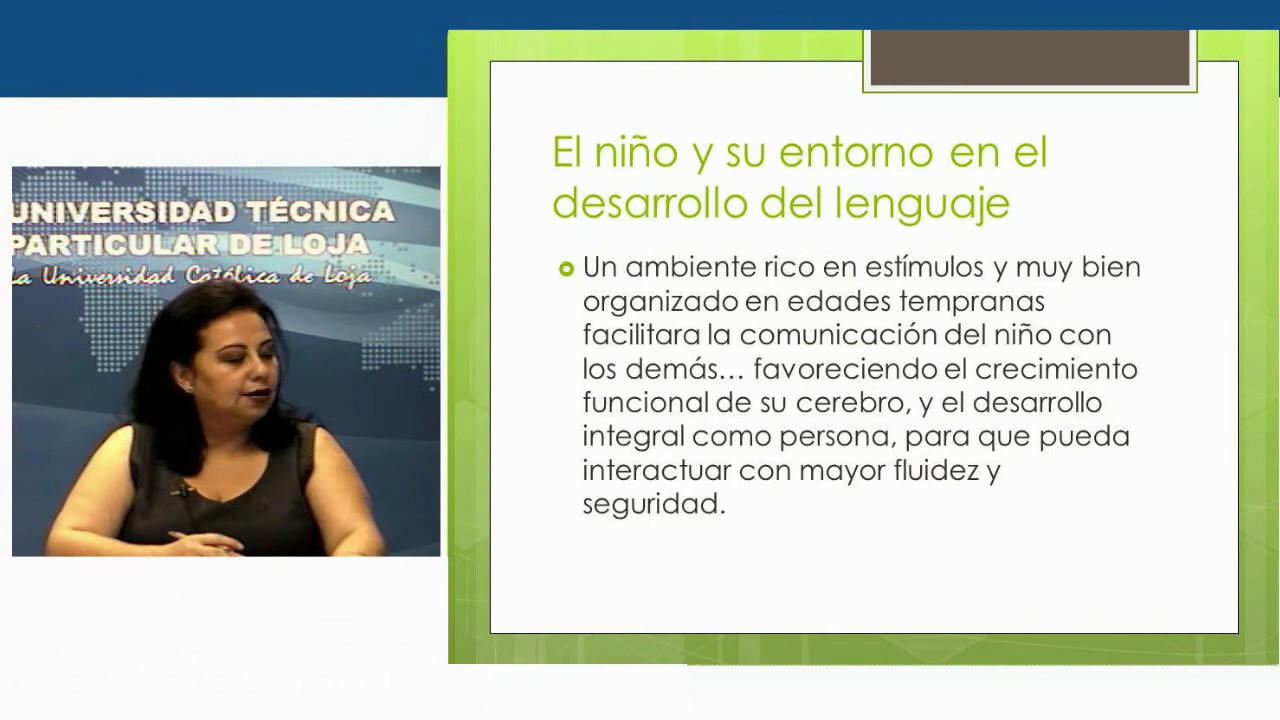 UNIVERSIDAD TÉCNICA
PARTICULAR DE LOJA
La Universidad Católica de Loja
El niño y su entorno en el
desarrollo del lenguaje
Un ambiente rico en estímulos y muy bien
organizado en edades tempranas
facilitara la comunicación del niño con
los demás… favoreciendo el crecimiento
funcional de su cerebro, y el desarrollo
integral como persona, para que pueda
interactuar con mayor fluidez y
seguridad.